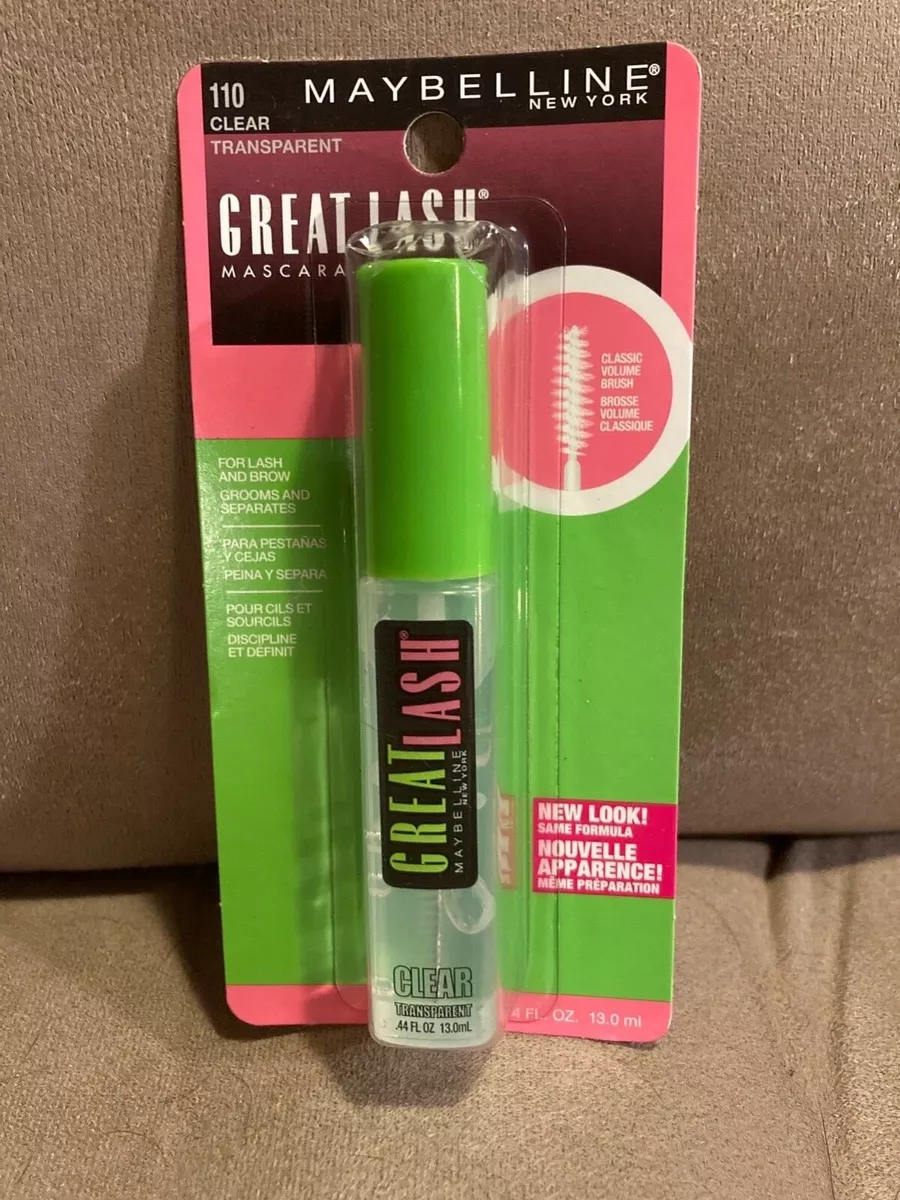 110
CLEAR
TRANSPARENT
MAYBELLINE®
NEW YORK
GREAT LASH®
MASCARA
CLASSIC
VOLUME
BRUSH
BROSSE
VOLUME
CLASSIQUE
FOR LASH
AND BROW
GROOMS AND
SEPARATES
PARA PESTAÑAS
Y CEJAS
PEINA Y SEPARA
POUR CILS ET
SOURCILS
DISCIPLINE
ET DÉFINIT
GREAT LASH®
MAYBELLINE
NEW YORK
NEW LOOK!
SAME FORMULA
NOUVELLE
APPARENCE!
MÊME PRÉPARATION
CLEAR
TRANSPARENT
.44 FL OZ 13.0mL
4 FL. OZ. 13.0 ml